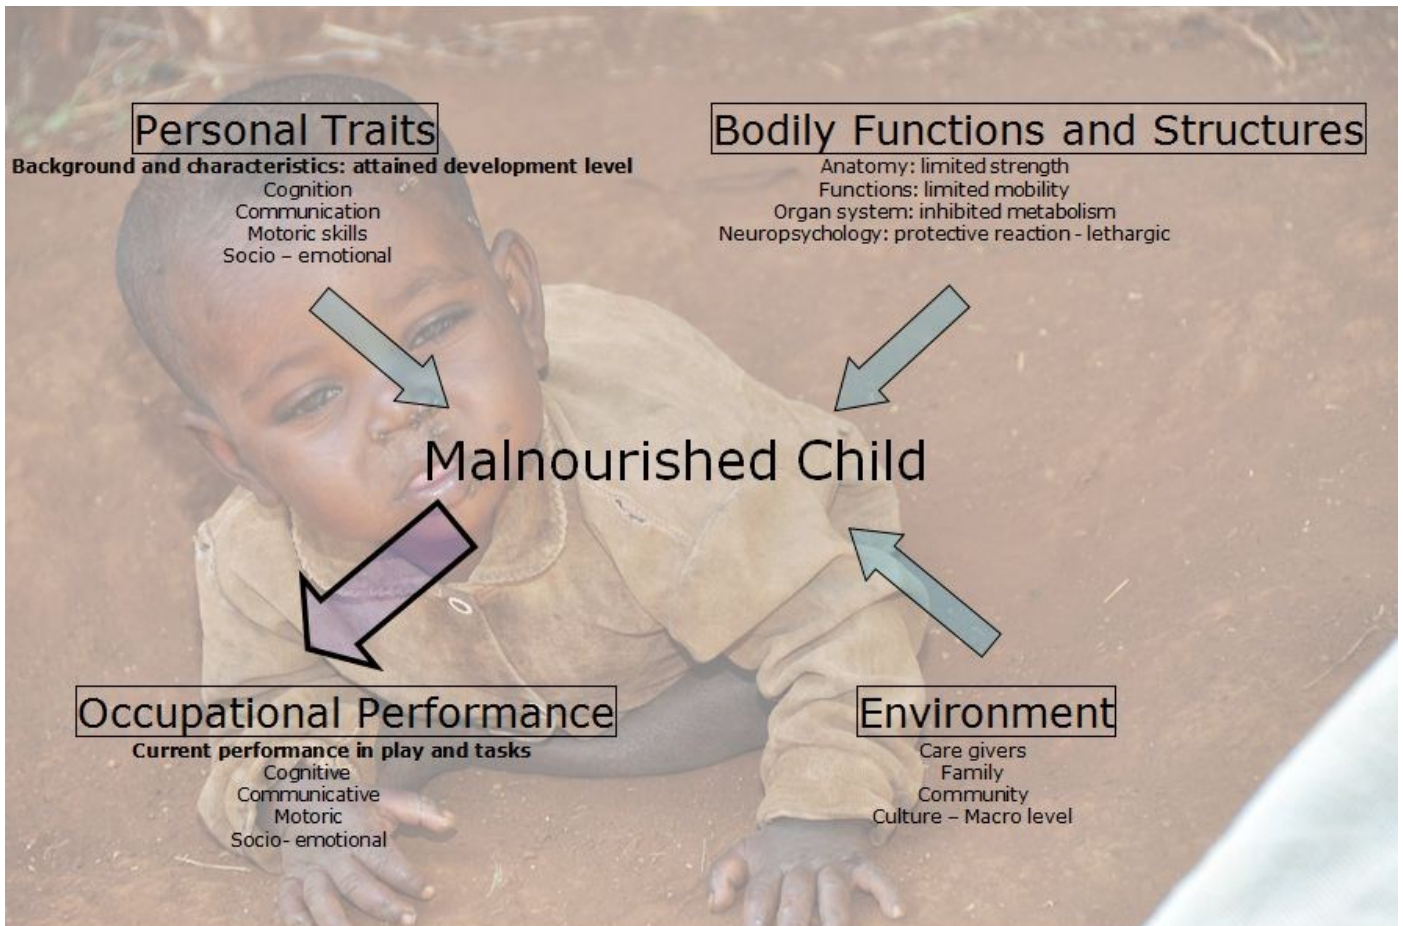 Personal Traits
Background and characteristics: attained development level
Cognition
Communication
Motoric skills
Socio – emotional
Bodily Functions and Structures
Anatomy: limited strength
Functions: limited mobility
Organ system: inhibited metabolism
Neuropsychology: protective reaction - lethargic
Malnourished Child
Occupational Performance
Current performance in play and tasks
Cognitive
Communicative
Motoric
Socio- emotional
Environment
Care givers
Family
Community
Culture – Macro level